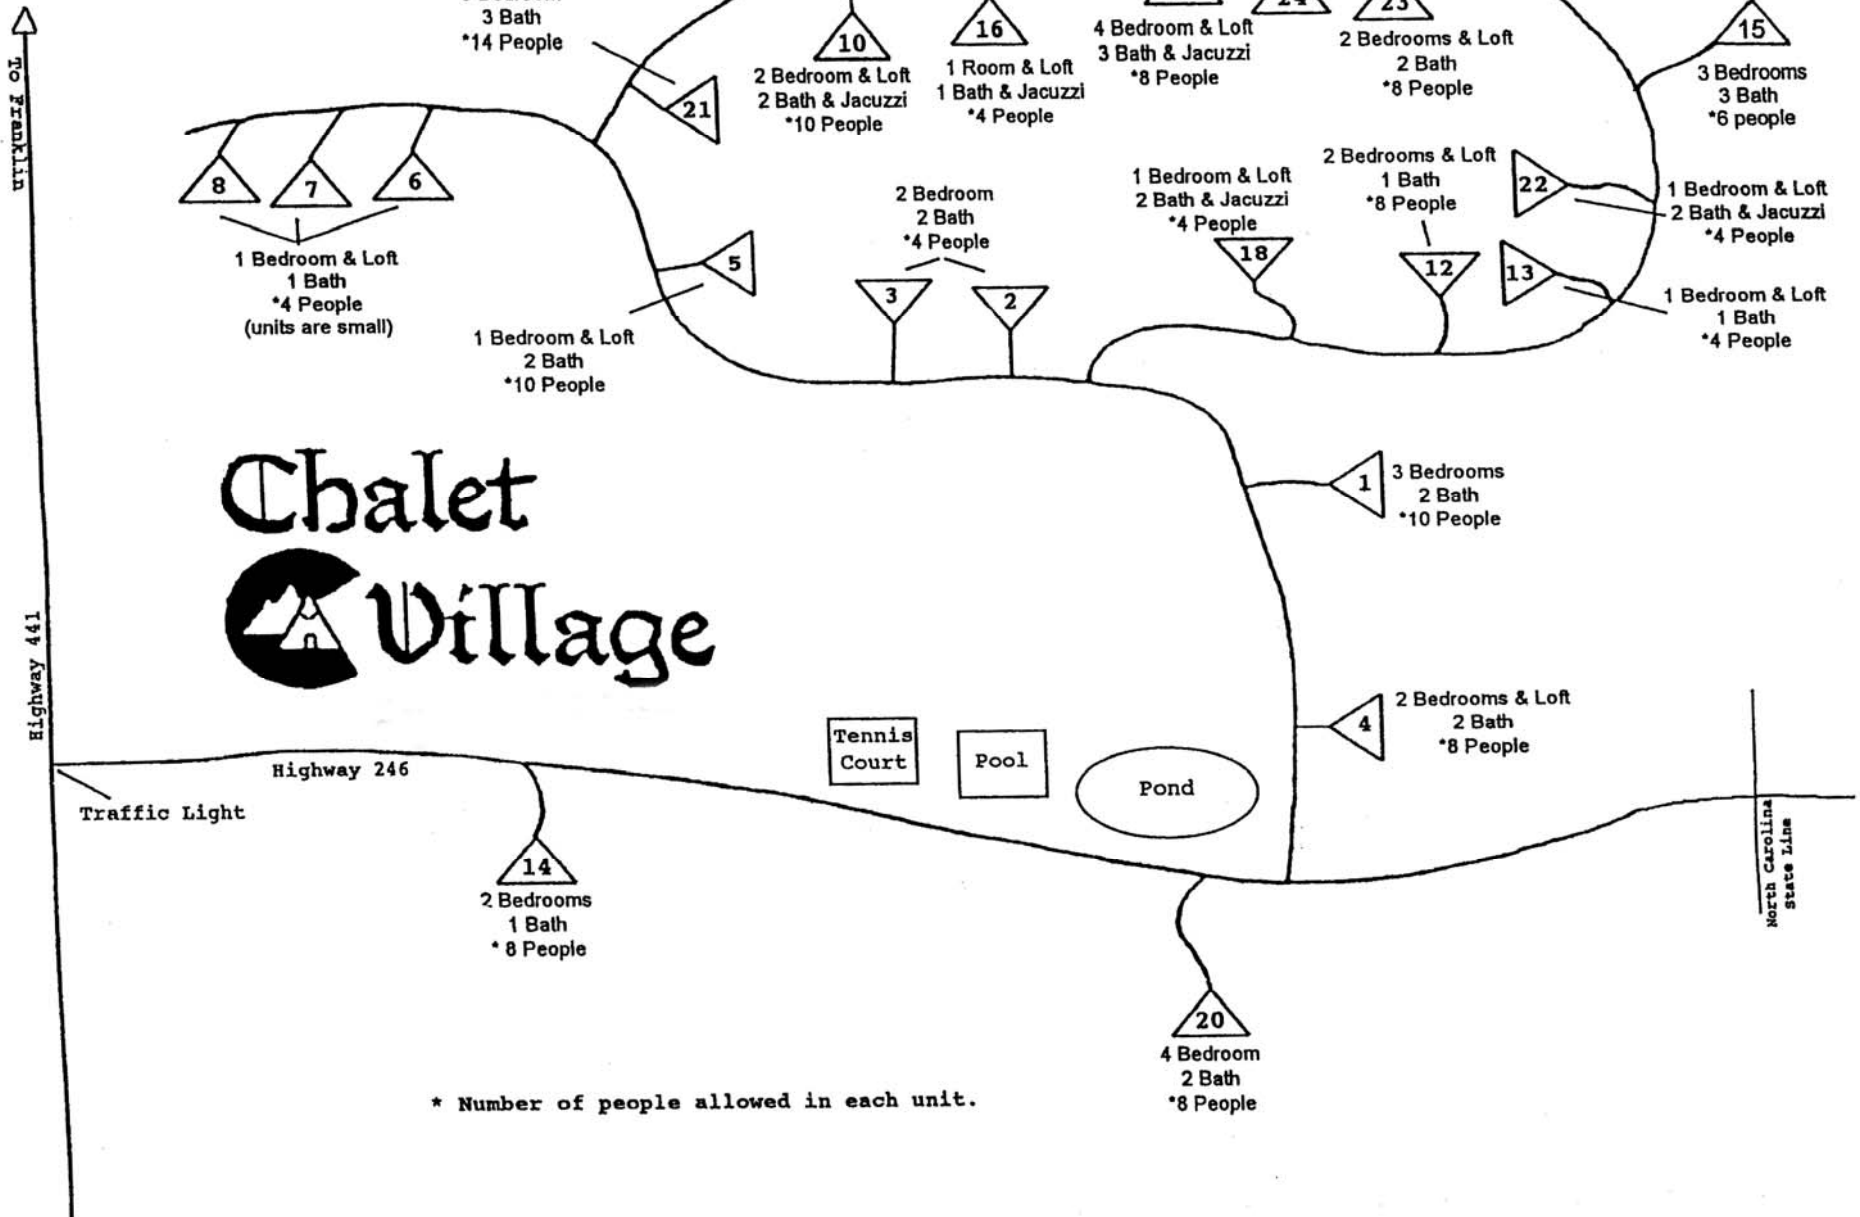 3 Bath
*14 People
21
10
2 Bedroom & Loft
2 Bath & Jacuzzi
*10 People
16
1 Room & Loft
1 Bath & Jacuzzi
*4 People
4 Bedroom & Loft
3 Bath & Jacuzzi
*8 People
24
23
2 Bedrooms & Loft
2 Bath
*8 People
15
3 Bedrooms
3 Bath
*6 people
To Franklin
8
7
6
1 Bedroom & Loft
1 Bath
*4 People
(units are small)
5
1 Bedroom & Loft
2 Bath
*10 People
2 Bedroom
2 Bath
*4 People
3
2
1 Bedroom & Loft
2 Bath & Jacuzzi
*4 People
18
2 Bedrooms & Loft
1 Bath
*8 People
12
22
1 Bedroom & Loft
2 Bath & Jacuzzi
*4 People
13
1 Bedroom & Loft
1 Bath
*4 People
Chalet
Village
1
3 Bedrooms
2 Bath
*10 People
Highway 441
4
2 Bedrooms & Loft
2 Bath
*8 People
Tennis
Court
Pool
Pond
Highway 246
Traffic Light
North Carolina
State Line
14
2 Bedrooms
1 Bath
* 8 People
20
4 Bedroom
2 Bath
*8 People
* Number of people allowed in each unit.